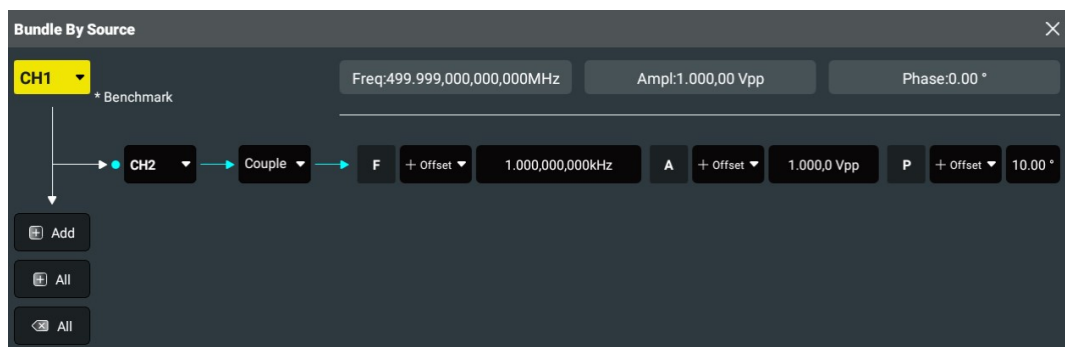 Bundle By Source
CH1 Freq:499.999,000,000,000MHz Ampl:1.000,00 Vpp Phase:0.00 °
* Benchmark
CH2 Couple F + Offset 1.000,000,000kHz A + Offset 1.000,0 Vpp P + Offset 10.00 °
Add
All
All